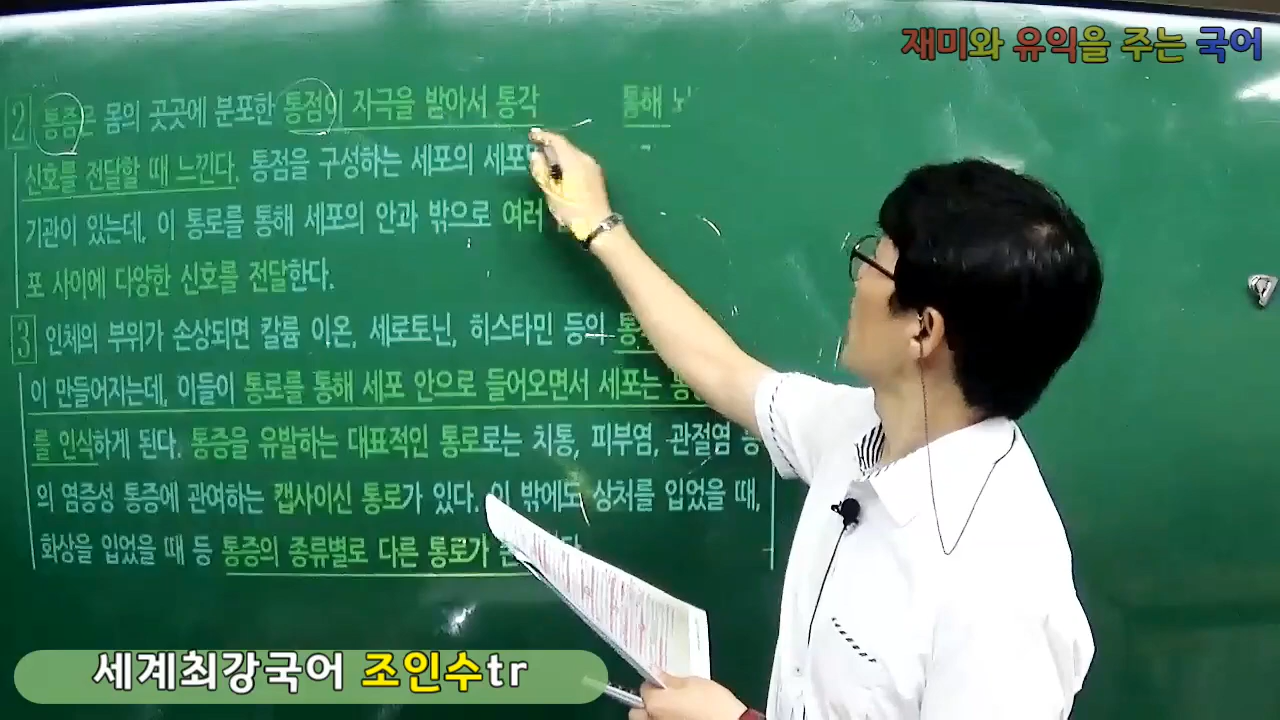 재미와 유익을 주는 국어
2 통증은 몸의 곳곳에 분포한 통점이 자극을 받아서 통각 통해
신호를 전달할 때 느낀다. 통점을 구성하는 세포의
기관이 있는데, 이 통로를 통해 세포의 안과 밖으로 여러
포 사이에 다양한 신호를 전달한다.
3 인체의 부위가 손상되면 칼륨 이온, 세로토닌, 히스타민 등의
이 만들어지는데, 이들이 통로를 통해 세포 안으로 들어오면서 세포는
를 인식하게 된다. 통증을 유발하는 대표적인 통로로는 치통, 피부염, 관절염
의 염증성 통증에 관여하는 캡사이신 통로가 있다. 이 밖에도 상처를 입었을 때,
화상을 입었을 때 등 통증의 종류별로 다른 통로가
세계최강국어 조인수tr